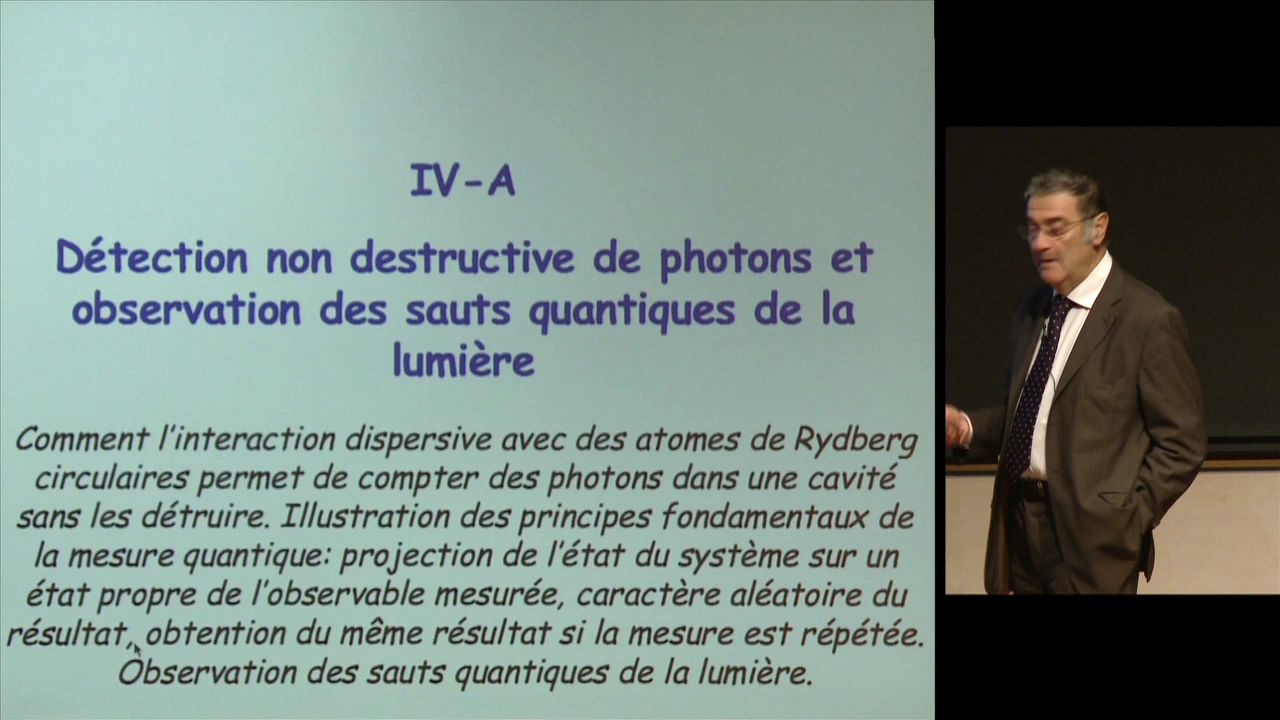 IV-A
Détection non destructive de photons et
observation des sauts quantiques de la
lumière
Comment l'interaction dispersive avec des atomes de Rydberg
circulaires permet de compter des photons dans une cavité
sans les détruire. Illustration des principes fondamentaux de
la mesure quantique: projection de l'état du système sur un
état propre de l'observable mesurée, caractère aléatoire du
résultat, obtention du même résultat si la mesure est répétée.
Observation des sauts quantiques de la lumière.